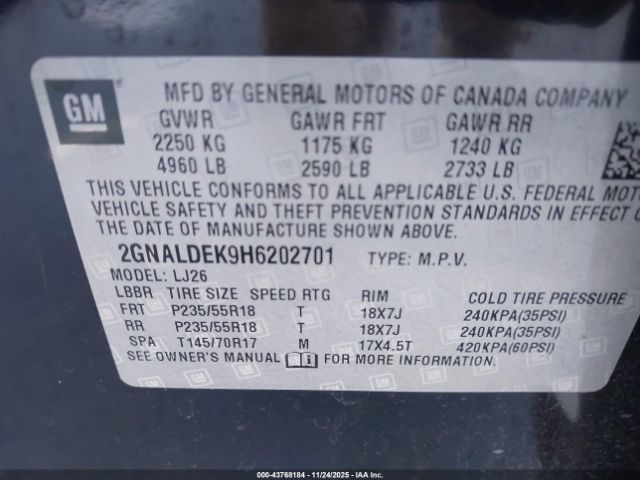 GM
MFD BY GENERAL MOTORS OF CANADA COMPANY
GVWR GAWR FRT GAWR RR
2250 KG 1175 KG 1240 KG
4960 LB 2590 LB 2733 LB
THIS VEHICLE CONFORMS TO ALL APPLICABLE U.S. FEDERAL
VEHICLE SAFETY AND THEFT PREVENTION STANDARDS IN EFFECT
THE DATE OF MANUFACTURE SHOWN ABOVE.
2GNALDEK9H6202701 TYPE: M.P.V.
MODEL: LJ26
LBBR TIRE SIZE SPEED RTG RIM COLD TIRE PRESSURE
FRT P235/55R18 T 18X7J 240KPA(35PSI)
RR P235/55R18 T 18X7J 240KPA(35PSI)
SPA T145/70R17 M 17X4.5T 420KPA(60PSI)
SEE OWNER'S MANUAL FOR MORE INFORMATION.
© IAA - 43768184 - 11/24/2025 - IAA, Inc.